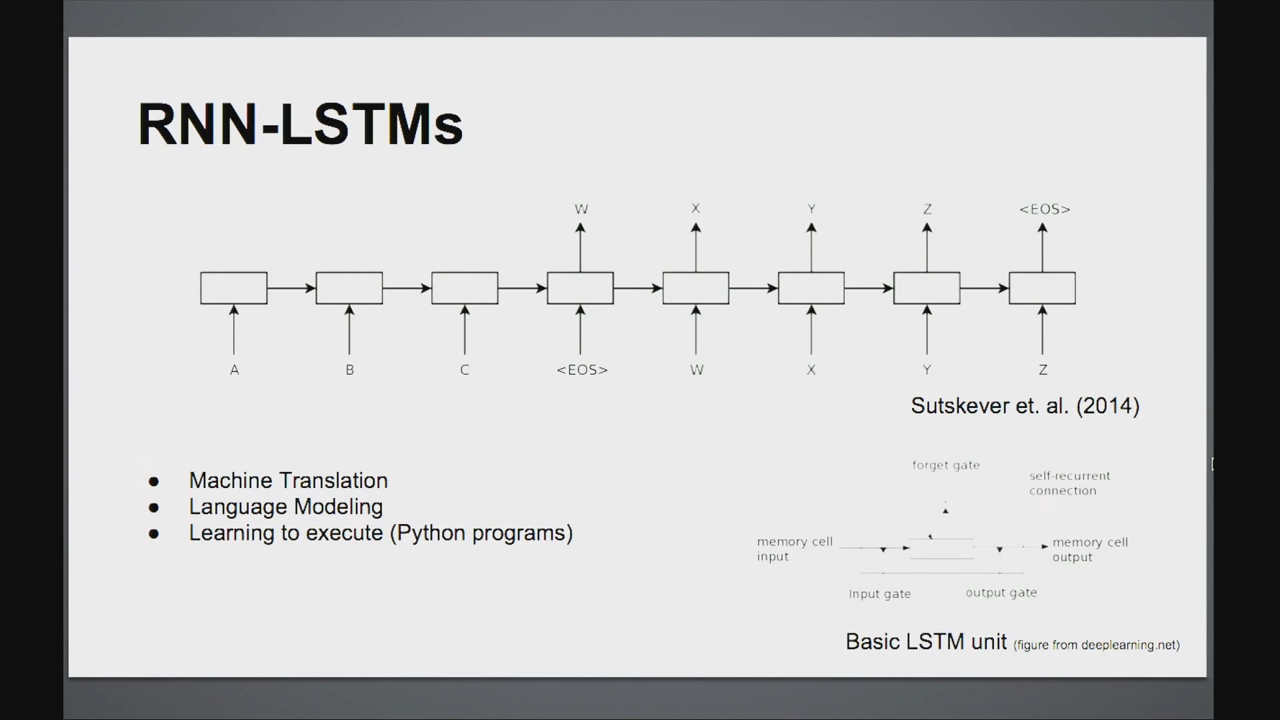 RNN-LSTMs
W X Y Z <EOS>
A B C <EOS> W X Y Z
Sutskever et. al. (2014)
● Machine Translation
● Language Modeling
● Learning to execute (Python programs)
forget gate
self-recurrent
connection
memory cell
input
memory cell
output
input gate
output gate
Basic LSTM unit (figure from deeplearning.net)